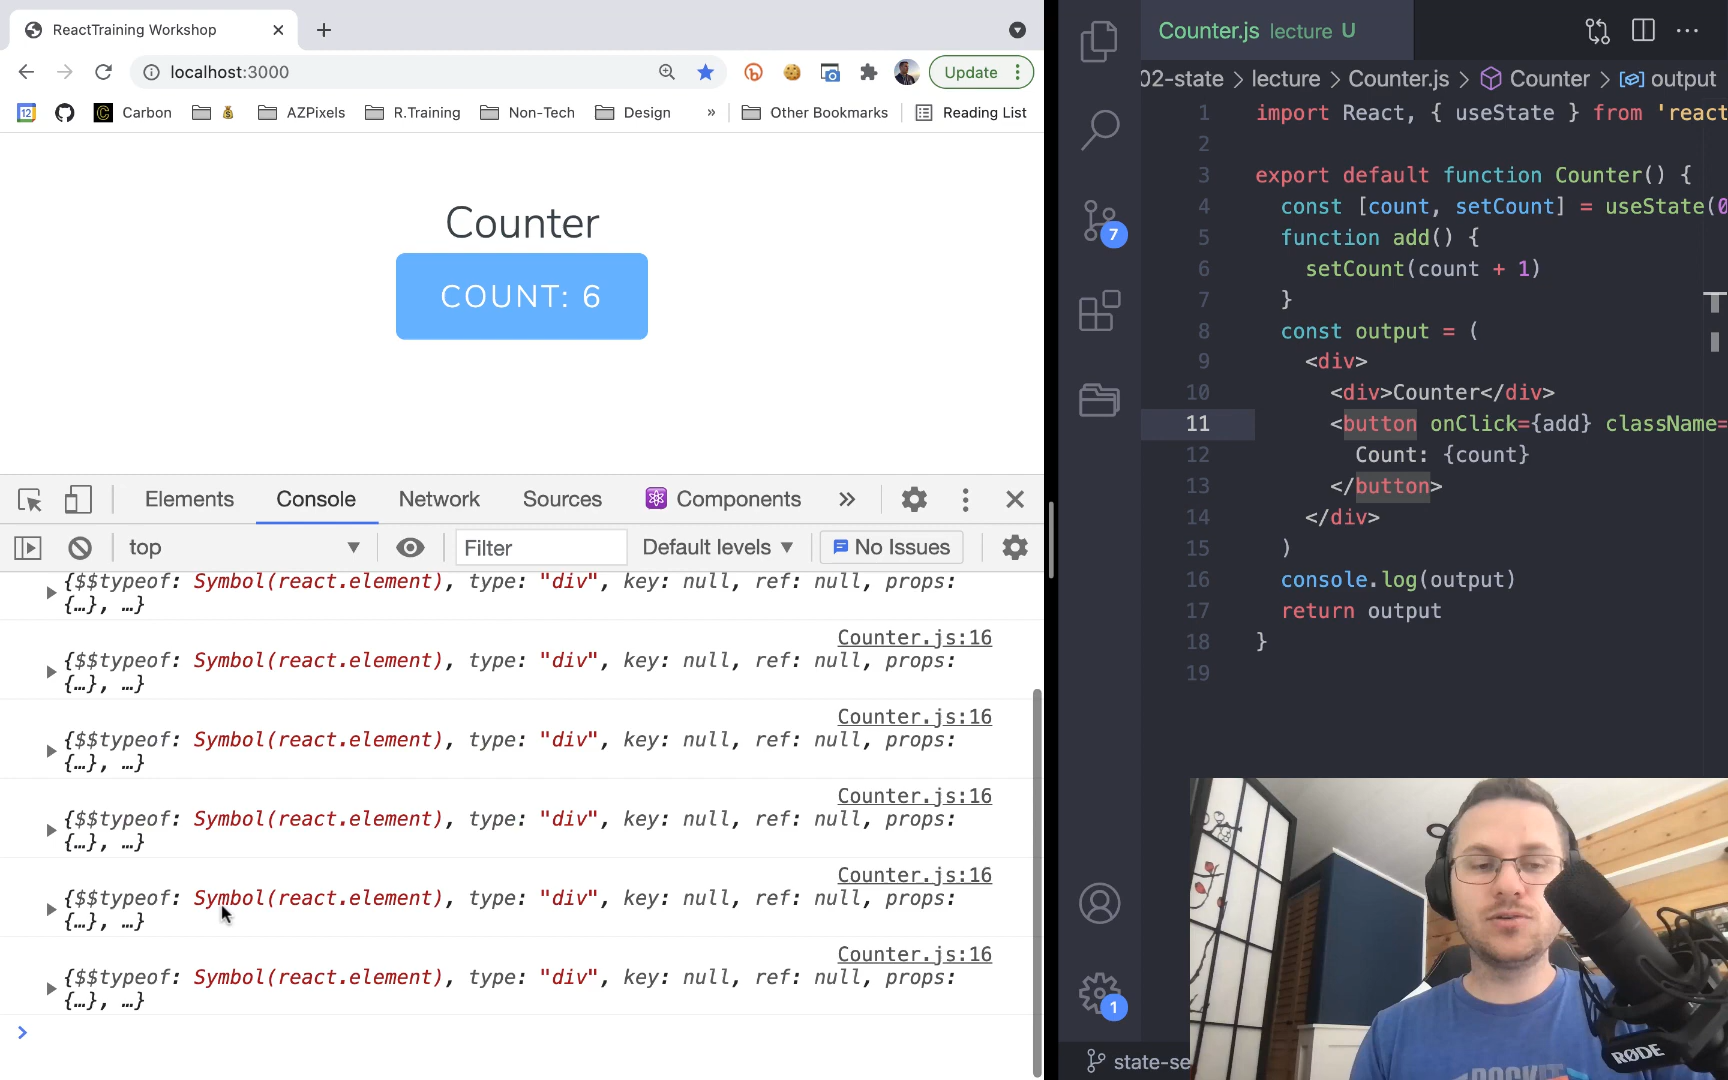 ReactTraining Workshop
localhost:3000
Update
12
Carbon
AZPixels
R.Training
Non-Tech
Design
»
Other Bookmarks
Reading List
Counter
COUNT: 6
Elements
Console
Network
Sources
Components
»
top
Filter
Default levels
No Issues
{$$typeof: Symbol(react.element), type: "div", key: null, ref: null, props:
{…}, …}
Counter.js:16
{$$typeof: Symbol(react.element), type: "div", key: null, ref: null, props:
{…}, …}
Counter.js:16
{$$typeof: Symbol(react.element), type: "div", key: null, ref: null, props:
{…}, …}
Counter.js:16
{$$typeof: Symbol(react.element), type: "div", key: null, ref: null, props:
{…}, …}
Counter.js:16
{$$typeof: Symbol(react.element), type: "div", key: null, ref: null, props:
{…}, …}
Counter.js:16
{$$typeof: Symbol(react.element), type: "div", key: null, ref: null, props:
{…}, …}
>
7
1
Counter.js lecture U
02-state > lecture > Counter.js > Counter > output
1 import React, { useState } from 'react
2
3 export default function Counter() {
4 const [count, setCount] = useState(0
5 function add() {
6 setCount(count + 1)
7 }
8 const output = (
9 <div>
10 <div>Counter</div>
11 <button onClick={add} className=
12 Count: {count}
13 </button>
14 </div>
15 )
16 console.log(output)
17 return output
18 }
19
state-se
RØDE